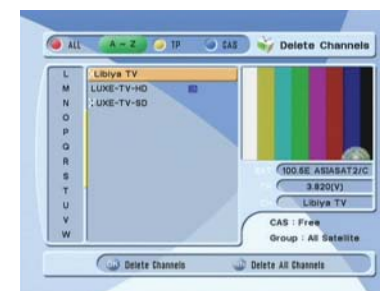 ALL A - Z TP CAS Delete Channels
L Libiya TV
M LUXE-TV-HD
N LUXE-TV-SD
O
P
Q
R
S
T
U
V
W
100.5E ASIASAT2/C
3.820(V)
Libiya TV
CAS : Free
Group : All Satellite
OK Delete Channels Delete All Channels